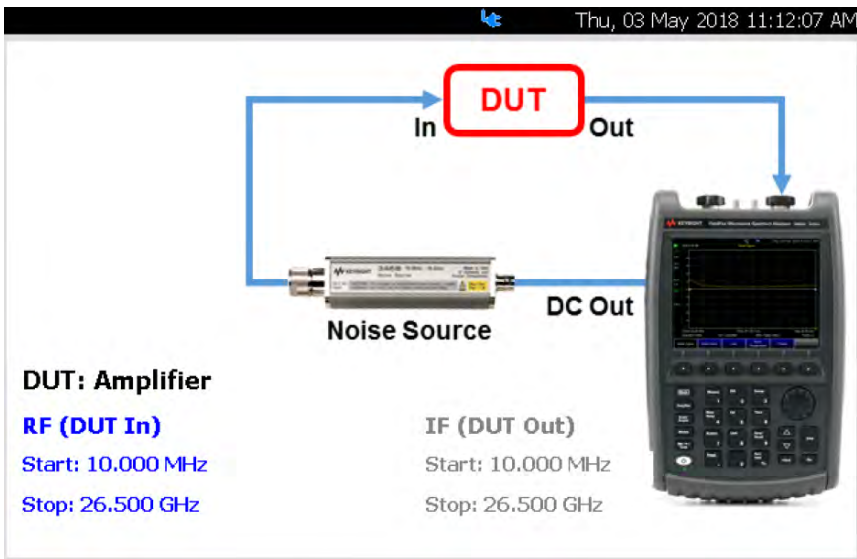 Thu, 03 May 2018 11:12:07 AM
DUT
In
Out
KEYSIGHT
KEYSIGHT
DC Out
Noise Source
DUT: Amplifier
RF (DUT In)
IF (DUT Out)
Start: 10.000 MHz
Start: 10.000 MHz
Stop: 26.500 GHz
Stop: 26.500 GHz